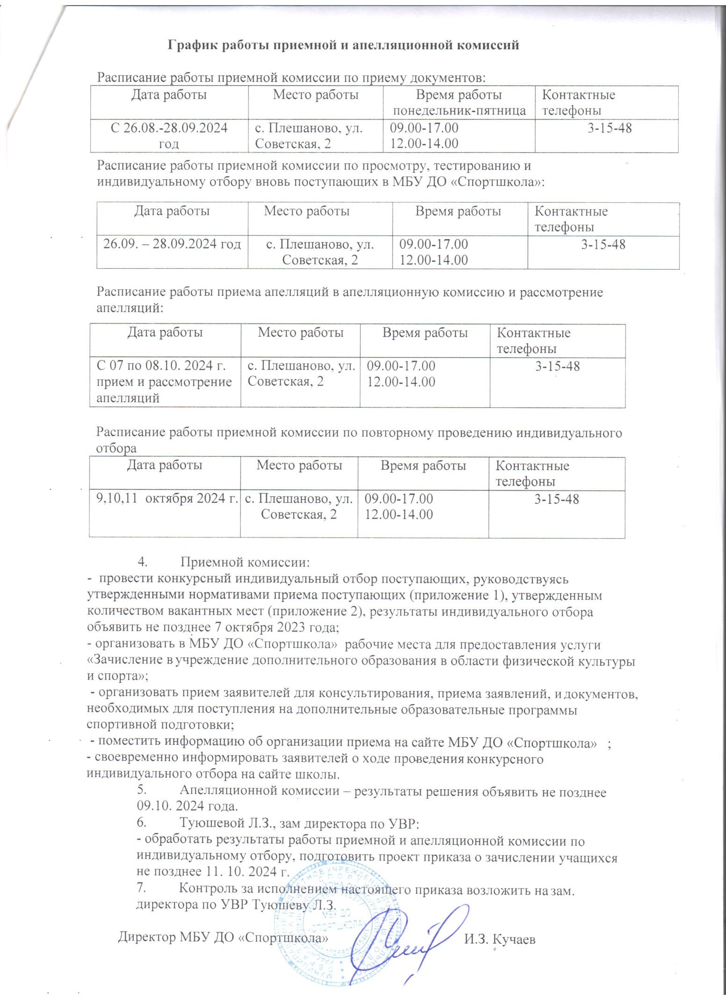 График работы приемной и апелляционной комиссий
Расписание работы приемной комиссии по приему документов:
Дата работы Место работы Время работы Контактные
понедельник-пятница телефоны
С 26.08.-28.09.2024 с. Плешаново, ул. 09.00-17.00 3-15-48
год Советская, 2 12.00-14.00
Расписание работы приемной комиссии по просмотру, тестированию и
индивидуальному отбору вновь поступающих в МБУ ДО «Спортшкола»:
Дата работы Место работы Время работы Контактные
телефоны
26.09. – 28.09.2024 год с. Плешаново, ул. 09.00-17.00 3-15-48
Советская, 2 12.00-14.00
Расписание работы приема апелляций в апелляционную комиссию и рассмотрение
апелляций:
Дата работы Место работы Время работы Контактные
телефоны
С 07 по 08.10. 2024 г. с. Плешаново, ул. 09.00-17.00 3-15-48
прием и рассмотрение Советская, 2 12.00-14.00
апелляций
Расписание работы приемной комиссии по повторному проведению индивидуального
отбора
Дата работы Место работы Время работы Контактные
телефоны
9,10,11 октября 2024 г. с. Плешаново, ул. 09.00-17.00 3-15-48
Советская, 2 12.00-14.00
4. Приемной комиссии:
- провести конкурсный индивидуальный отбор поступающих, руководствуясь
утвержденными нормативами приема поступающих (приложение 1), утвержденным
количеством вакантных мест (приложение 2), результаты индивидуального отбора
объявить не позднее 7 октября 2023 года;
- организовать в МБУ ДО «Спортшкола» рабочие места для предоставления услуги
«Зачисление в учреждение дополнительного образования в области физической культуры
и спорта»;
- организовать прием заявителей для консультирования, приема заявлений, и документов,
необходимых для поступления на дополнительные образовательные программы
спортивной подготовки;
- поместить информацию об организации приема на сайте МБУ ДО «Спортшкола» ;
- своевременно информировать заявителей о ходе проведения конкурсного
индивидуального отбора на сайте школы.
5. Апелляционной комиссии – результаты решения объявить не позднее
09.10. 2024 года.
6. Туюшевой Л.З., зам директора по УВР:
- обработать результаты работы приемной и апелляционной комиссии по
индивидуальному отбору, подготовить проект приказа о зачислении учащихся
не позднее 11. 10. 2024 г.
7. Контроль за исполнением настоящего приказа возложить на зам.
директора по УВР Туюшеву Л.З.
МБУ ДО
«СПОРТШКОЛА»
Директор МБУ ДО «Спортшкола» И.З. Кучаев